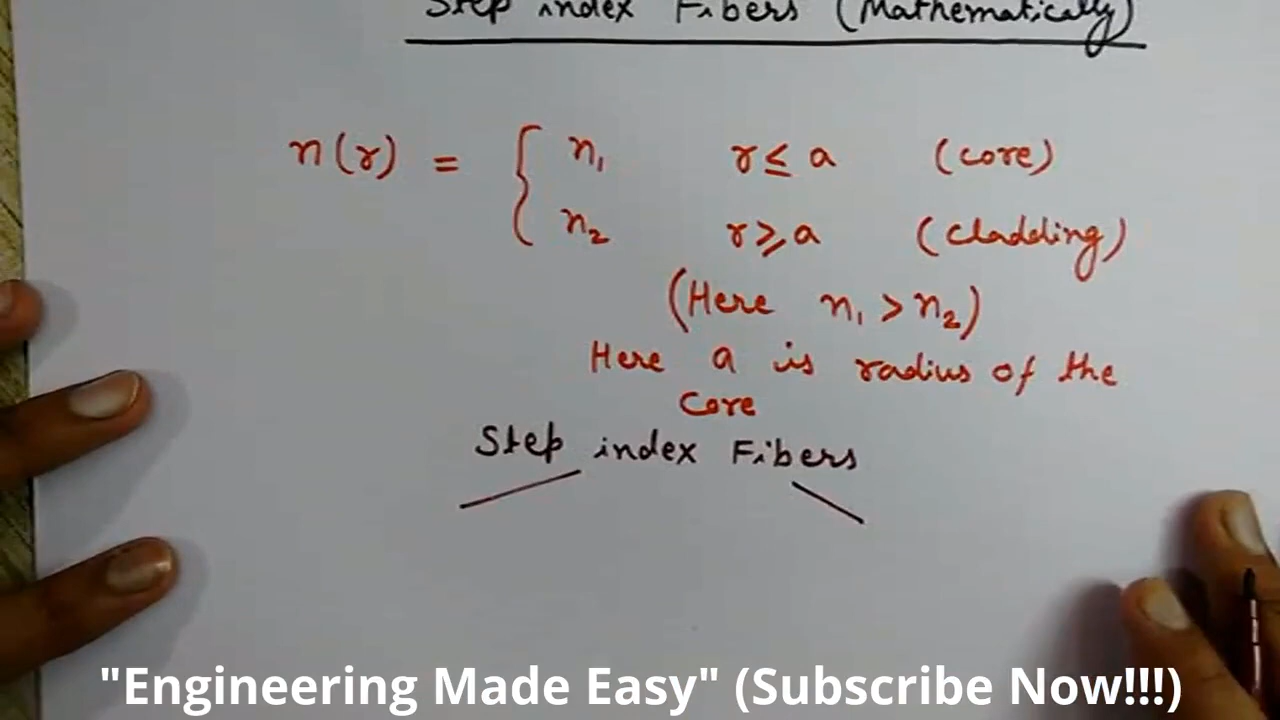 Step index Fibers (Mathematically)
n(r) = { n₁ r ≤ a (core)
n₂ r ≥ a (cladding)
(Here n₁ > n₂)
Here a is radius of the
core
Step index Fibers
"Engineering Made Easy" (Subscribe Now!!!)